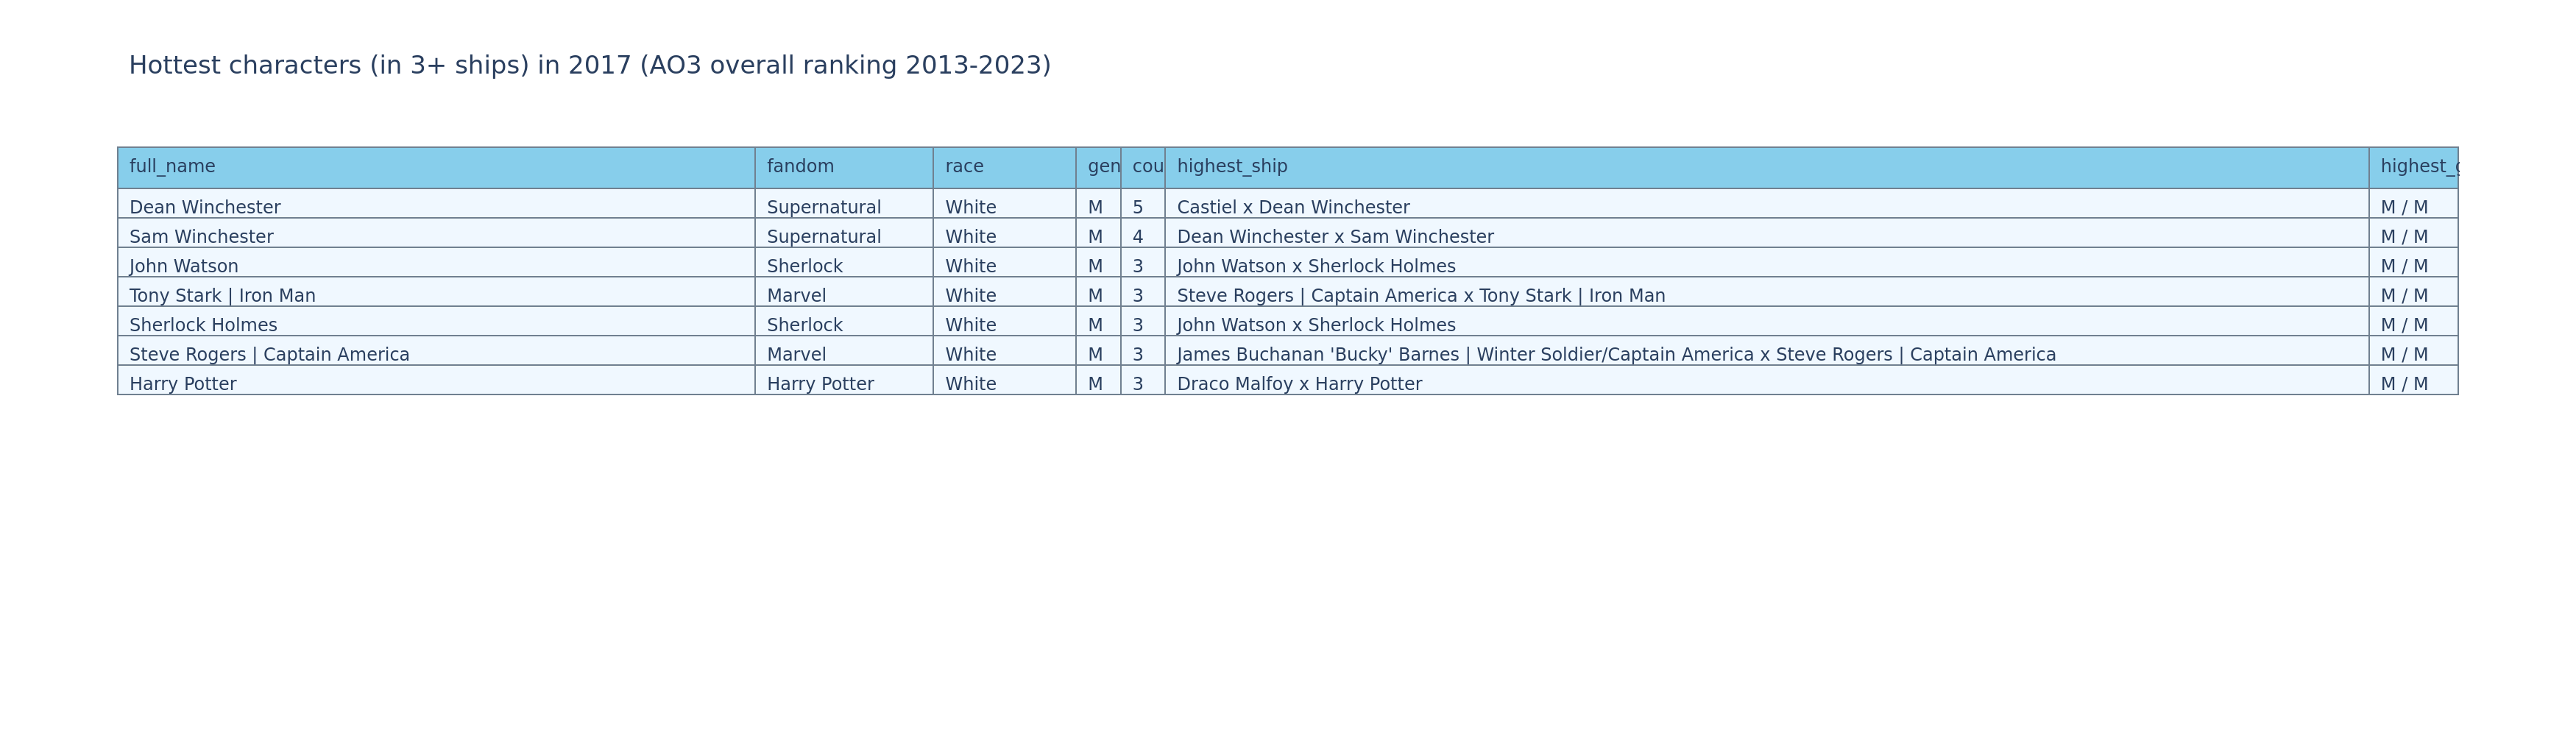 Hottest characters (in 3+ ships) in 2017 (AO3 overall ranking 2013-2023)
full_name fandom race gen cou highest_ship highest_g
Dean Winchester Supernatural White M 5 Castiel x Dean Winchester M / M
Sam Winchester Supernatural White M 4 Dean Winchester x Sam Winchester M / M
John Watson Sherlock White M 3 John Watson x Sherlock Holmes M / M
Tony Stark | Iron Man Marvel White M 3 Steve Rogers | Captain America x Tony Stark | Iron Man M / M
Sherlock Holmes Sherlock White M 3 John Watson x Sherlock Holmes M / M
Steve Rogers | Captain America Marvel White M 3 James Buchanan 'Bucky' Barnes | Winter Soldier/Captain America x Steve Rogers | Captain America M / M
Harry Potter Harry Potter White M 3 Draco Malfoy x Harry Potter M / M